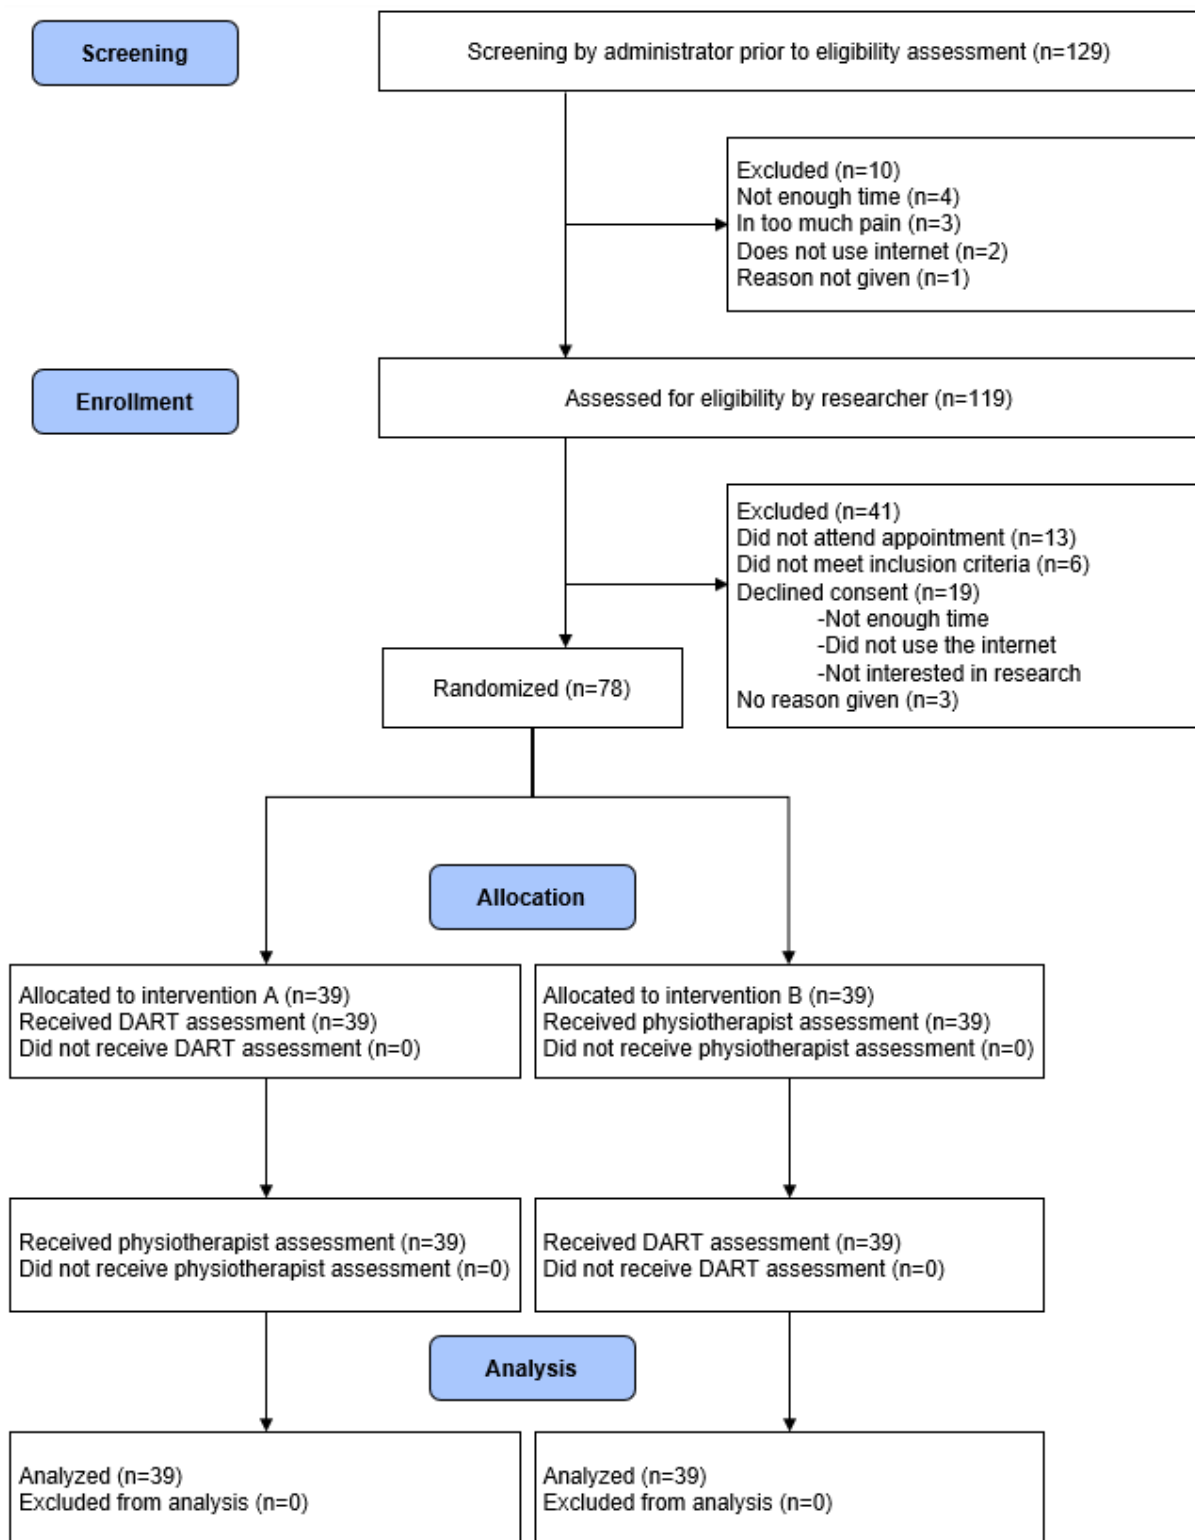 Screening
Screening by administrator prior to eligibility assessment (n=129)
Excluded (n=10)
Not enough time (n=4)
In too much pain (n=3)
Does not use internet (n=2)
Reason not given (n=1)
Enrollment
Assessed for eligibility by researcher (n=119)
Excluded (n=41)
Did not attend appointment (n=13)
Did not meet inclusion criteria (n=6)
Declined consent (n=19)
-Not enough time
-Did not use the internet
-Not interested in research
No reason given (n=3)
Randomized (n=78)
Allocation
Allocated to intervention A (n=39)
Received DART assessment (n=39)
Did not receive DART assessment (n=0)
Allocated to intervention B (n=39)
Received physiotherapist assessment (n=39)
Did not receive physiotherapist assessment (n=0)
Received physiotherapist assessment (n=39)
Did not receive physiotherapist assessment (n=0)
Received DART assessment (n=39)
Did not receive DART assessment (n=0)
Analysis
Analyzed (n=39)
Excluded from analysis (n=0)
Analyzed (n=39)
Excluded from analysis (n=0)